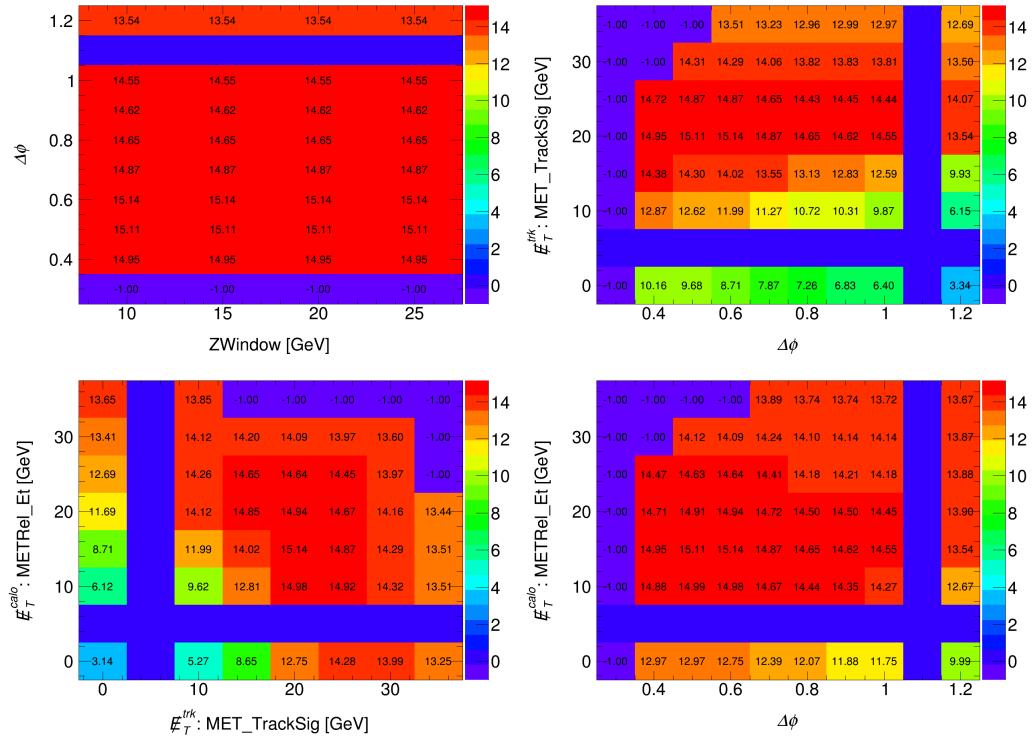 1.2 13.54 13.54 13.54 13.54 14
1 14.55 14.55 14.55 14.55 12
14.62 14.62 14.62 14.62 10
0.8 14.65 14.65 14.65 14.65 8
14.87 14.87 14.87 14.87 6
0.6 15.14 15.14 15.14 15.14 4
15.11 15.11 15.11 15.11 2
0.4 14.95 14.95 14.95 14.95
-1.00 -1.00 -1.00 -1.00 0
10 15 20 25
Δϕ
ZWindow [GeV]
-1.00 -1.00 -1.00 13.51 13.23 12.96 12.99 12.97 12.69 14
30 -1.00 -1.00 14.31 14.29 14.06 13.82 13.83 13.81 12
-1.00 14.72 14.87 14.87 14.65 14.43 14.45 14.44 14.07 10
20 -1.00 14.95 15.11 15.14 14.87 14.65 14.62 14.55 13.54 8
-1.00 14.38 14.30 14.02 13.55 13.13 12.83 12.59 9.93 6
10 -1.00 12.87 12.62 11.99 11.27 10.72 10.31 9.87 6.15 4
2
0 -1.00 10.16 9.68 8.71 7.87 7.26 6.83 6.40 3.34 0
0.4 0.6 0.8 1 1.2
E̸_T^trk : MET_TrackSig [GeV]
Δϕ
13.65 13.85 -1.00 -1.00 -1.00 -1.00 -1.00 14
30 13.41 14.12 14.20 14.09 13.97 13.60 -1.00 12
12.69 14.26 14.65 14.64 14.45 13.97 -1.00 10
20 11.69 14.12 14.85 14.94 14.67 14.16 13.44 8
8.71 11.99 14.02 15.14 14.87 14.29 13.51 6
10 6.12 9.62 12.81 14.98 14.92 14.32 13.51 4
2
0 3.14 5.27 8.65 12.75 14.28 13.99 13.25 0
0 10 20 30
E̸_T^calo : METRel_Et [GeV]
E̸_T^trk : MET_TrackSig [GeV]
-1.00 -1.00 -1.00 -1.00 13.89 13.74 13.74 13.72 13.67 14
30 -1.00 -1.00 14.12 14.09 14.24 14.10 14.14 14.14 13.87 12
-1.00 14.47 14.63 14.64 14.41 14.18 14.21 14.18 13.88 10
20 -1.00 14.71 14.91 14.94 14.72 14.50 14.50 14.45 13.90 8
-1.00 14.95 15.11 15.14 14.87 14.65 14.62 14.55 13.54 6
10 -1.00 14.88 14.99 14.98 14.67 14.44 14.35 14.27 12.67 4
2
0 -1.00 12.97 12.97 12.75 12.39 12.07 11.88 11.75 9.99 0
0.4 0.6 0.8 1 1.2
E̸_T^calo : METRel_Et [GeV]
Δϕ